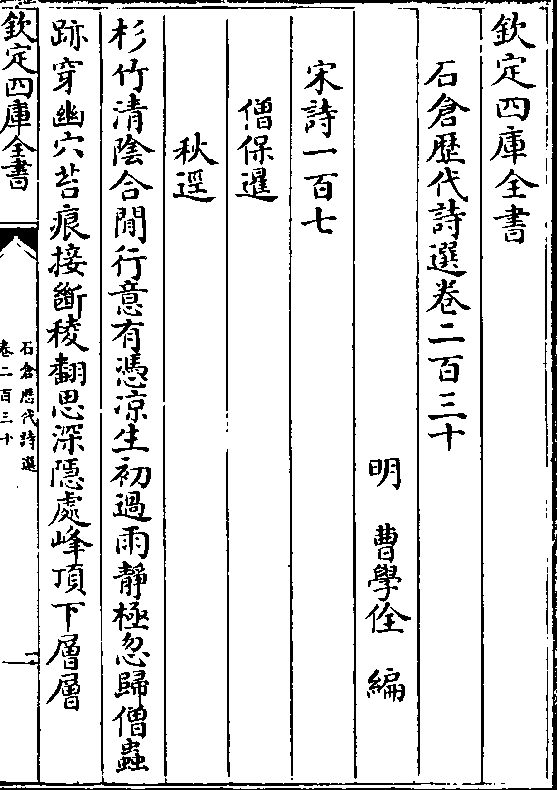 欽定四庫全書
石倉歷代詩選卷二百三十
明 曹學佺 編
宋詩一百七
僧保暹
秋逕
杉竹清陰合閒行意有憑凉生初過雨靜極忽歸僧蟲
跡穿幽穴苔痕接斷稜翻思深隱處峰頂下層層
欽定四庫全書
石倉歷代詩選
卷二百三十
一